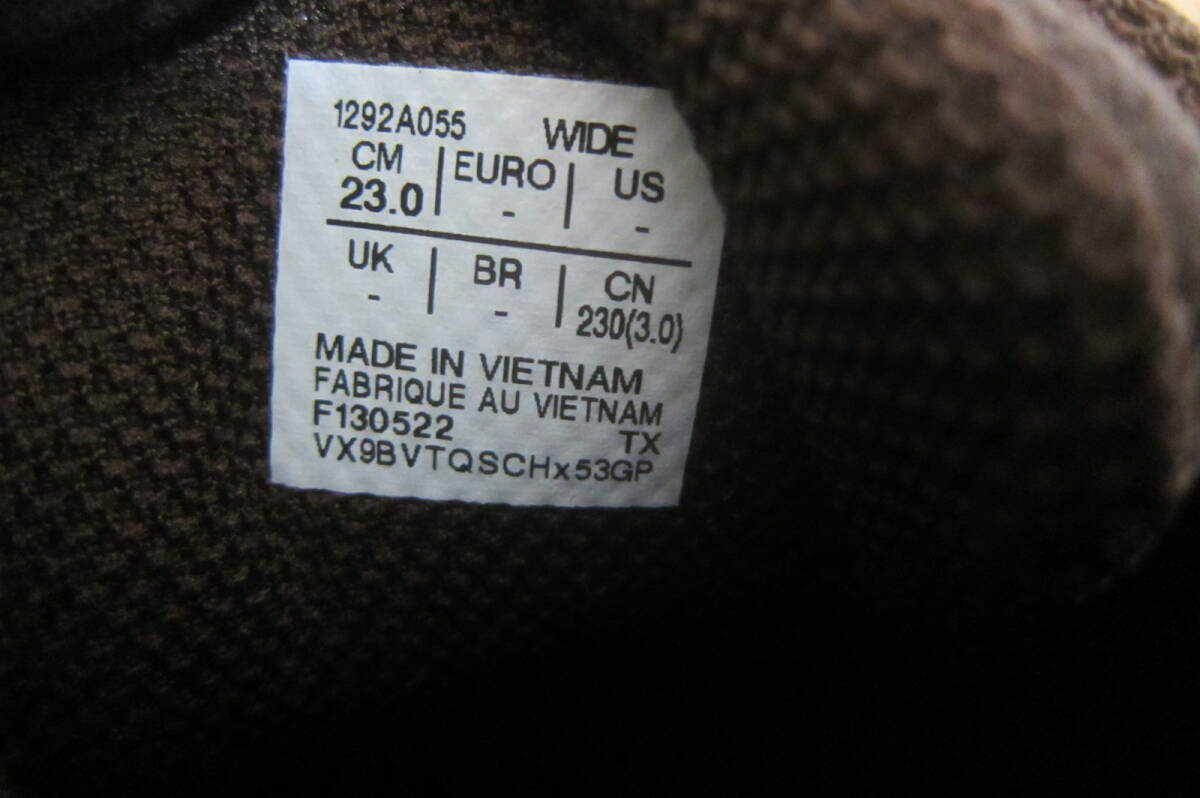 1292A055 WIDE
CM | EURO | US
23.0 - -
UK | BR | CN
- - 230(3.0)
MADE IN VIETNAM
FABRIQUE AU VIETNAM
F130522 TX
VX9BVTQSCHx53GP